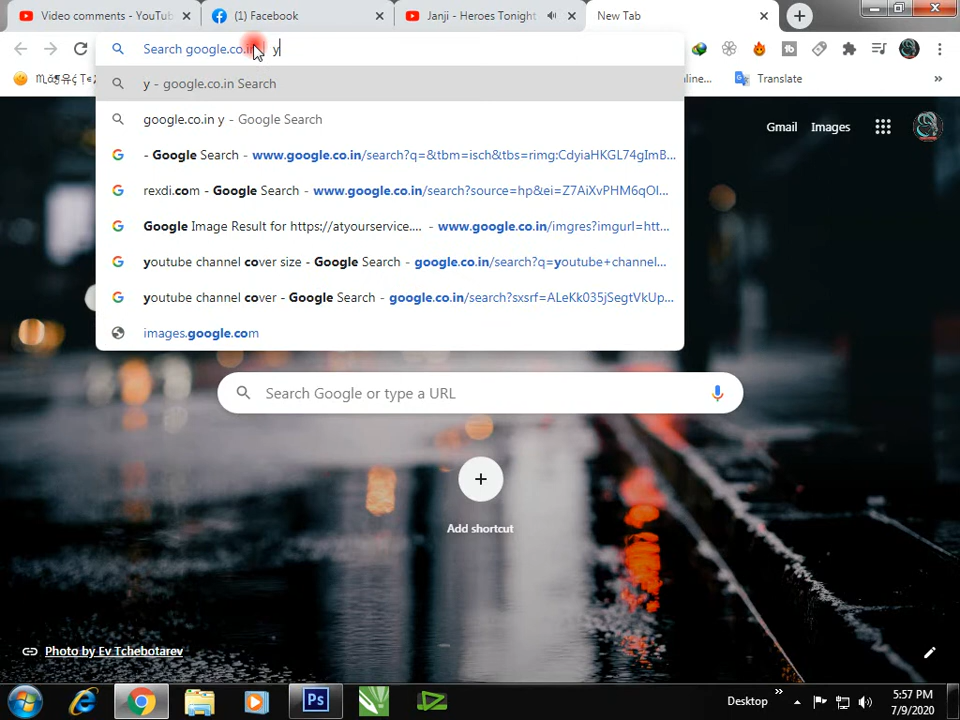 Video comments - YouTub
(1) Facebook
Janji - Heroes Tonight
New Tab
Search google.co.in y
Translate
y - google.co.in Search
google.co.in y - Google Search
- Google Search - www.google.co.in/search?q=&tbm=isch&tbs=rimg:CdyiaHKGL74gImB...
rexdi.com - Google Search - www.google.co.in/search?source=hp&ei=Z7AiXvPHM6qOl...
Google Image Result for https://atyourservice.... - www.google.co.in/imgres?imgurl=htt...
youtube channel cover size - Google Search - google.co.in/search?q=youtube+channel...
youtube channel cover - Google Search - google.co.in/search?sxsrf=ALeKk035jSegtVkUp...
images.google.com
Gmail Images
Search Google or type a URL
Add shortcut
Photo by Ev Tchebotarev
Ps
Desktop
5:57 PM
7/9/2020